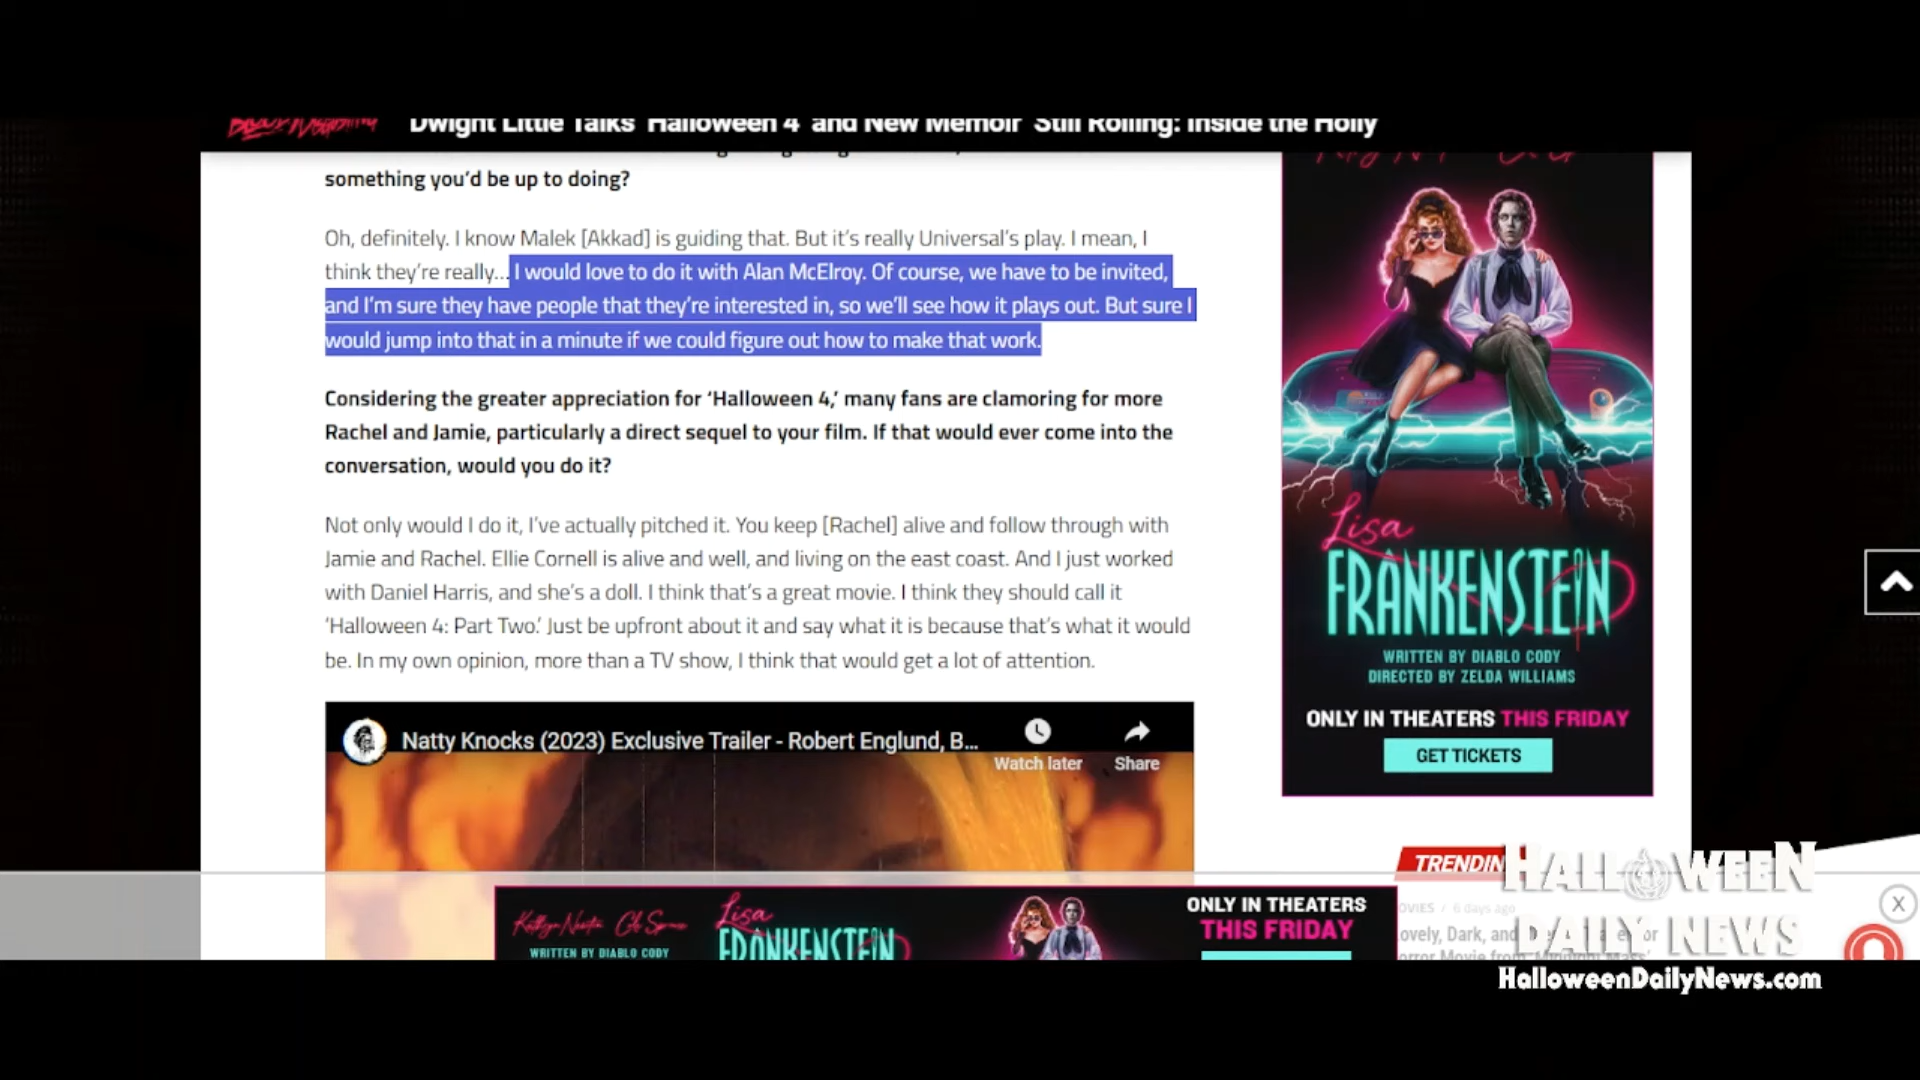 Dwight Little Talks 'Halloween 4' and New Memoir 'Still Rolling: Inside the Holly
something you'd be up to doing?
Oh, definitely. I know Malek [Akkad] is guiding that. But it's really Universal's play. I mean, I
think they're really… I would love to do it with Alan McElroy. Of course, we have to be invited,
and I'm sure they have people that they're interested in, so we'll see how it plays out. But sure I
would jump into that in a minute if we could figure out how to make that work.
Considering the greater appreciation for 'Halloween 4,' many fans are clamoring for more
Rachel and Jamie, particularly a direct sequel to your film. If that would ever come into the
conversation, would you do it?
Not only would I do it, I've actually pitched it. You keep [Rachel] alive and follow through with
Jamie and Rachel. Ellie Cornell is alive and well, and living on the east coast. And I just worked
with Daniel Harris, and she's a doll. I think that's a great movie. I think they should call it
'Halloween 4: Part Two.' Just be upfront about it and say what it is because that's what it would
be. In my own opinion, more than a TV show, I think that would get a lot of attention.
Natty Knocks (2023) Exclusive Trailer - Robert Englund, B...
Watch later
Share
Lisa
FRANKENSTEIN
WRITTEN BY DIABLO CODY
DIRECTED BY ZELDA WILLIAMS
ONLY IN THEATERS THIS FRIDAY
GET TICKETS
TRENDIN
HALLOWEEN
DAILY NEWS
HalloweenDailyNews.com
OVIES / 6 days ago
ovely, Dark, and
Lisa
FRANKENSTEIN
WRITTEN BY DIABLO CODY
ONLY IN THEATERS
THIS FRIDAY
X